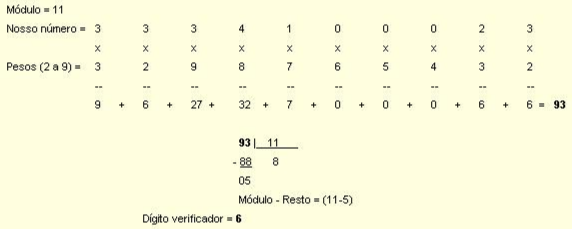 Módulo = 11
Nosso número = 3 3 3 4 1 0 0 0 2 3
x x x x x x x x x x
Pesos (2 a 9) = 3 2 9 8 7 6 5 4 3 2
-- -- -- -- -- -- -- -- -- --
9 + 6 + 27 + 32 + 7 + 0 + 0 + 0 + 6 + 6 = 93
93 | 11
- 88 8
05
Módulo - Resto = (11-5)
Dígito verificador = 6